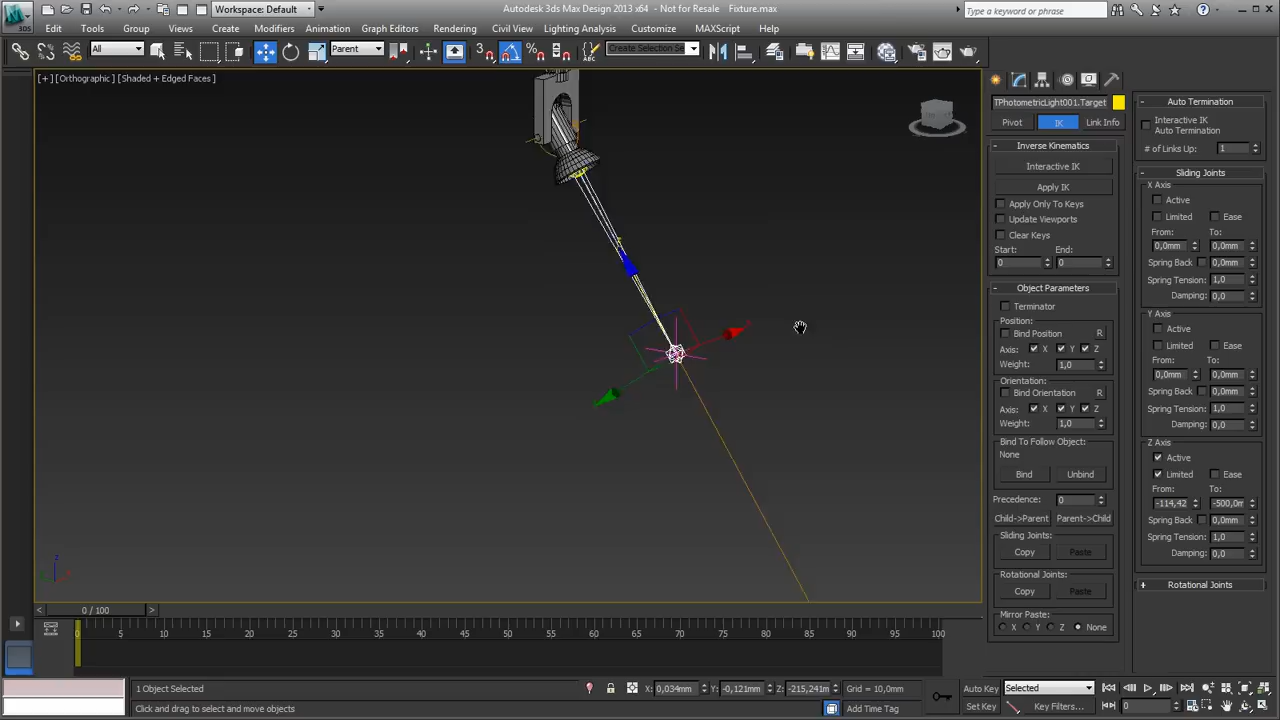 3DS
Workspace: Default
Autodesk 3ds Max Design 2013 x64 - Not for Resale Fixture.max
Type a keyword or phrase
Edit Tools Group Views Create Modifiers Animation Graph Editors Rendering Civil View Lighting Analysis Customize MAXScript Help
All Parent 3 Create Selection Se
[+] [Orthographic] [Shaded + Edged Faces]
TPhotometricLight001.Target
Pivot IK Link Info
- Inverse Kinematics
Interactive IK
Apply IK
Apply Only To Keys
Update Viewports
Clear Keys
Start: End:
0 0
- Object Parameters
Terminator
Position:
Bind Position R
Axis: X Y Z
Weight: 1,0
Orientation:
Bind Orientation R
Axis: X Y Z
Weight: 1,0
Bind To Follow Object:
None
Bind Unbind
Precedence: 0
Child->Parent Parent->Child
Sliding Joints:
Copy Paste
Rotational Joints:
Copy Paste
Mirror Paste:
X Y Z None
- Auto Termination
Interactive IK
Auto Termination
# of Links Up: 1
- Sliding Joints
X Axis
Active
Limited Ease
From: To:
0,0mm 0,0mm
Spring Back 0,0mm
Spring Tension: 1,0
Damping: 0,0
Y Axis
Active
Limited Ease
From: To:
0,0mm 0,0mm
Spring Back 0,0mm
Spring Tension: 1,0
Damping: 0,0
Z Axis
Active
Limited Ease
From: To:
-114,42 -500,0m
Spring Back 0,0mm
Spring Tension: 1,0
Damping: 0,0
+ Rotational Joints
z
< 0 / 100 >
0 5 10 15 20 25 30 35 40 45 50 55 60 65 70 75 80 85 90 95 100
1 Object Selected X: 0,034mm Y: -0,121mm Z: -215,241m Grid = 10,0mm Auto Key Selected
Click and drag to select and move objects Add Time Tag Set Key Key Filters... 0